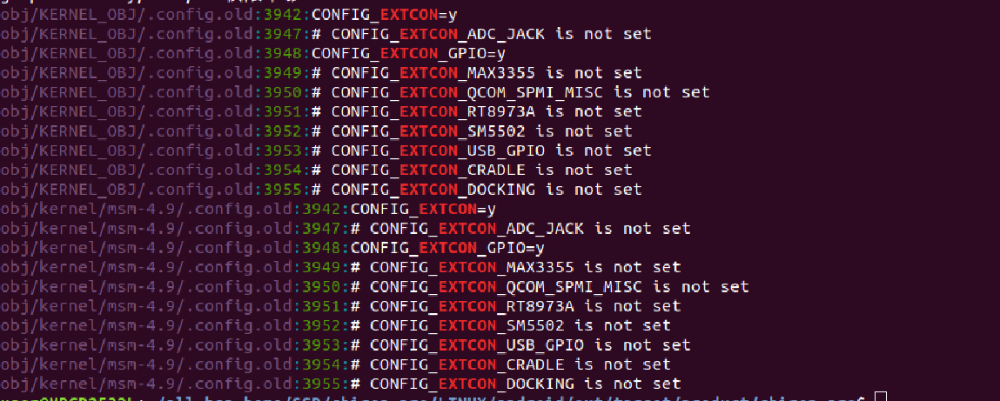 obj/KERNEL_OBJ/.config.old:3942:CONFIG_EXTCON=y
obj/KERNEL_OBJ/.config.old:3947:# CONFIG_EXTCON_ADC_JACK is not set
obj/KERNEL_OBJ/.config.old:3948:CONFIG_EXTCON_GPIO=y
obj/KERNEL_OBJ/.config.old:3949:# CONFIG_EXTCON_MAX3355 is not set
obj/KERNEL_OBJ/.config.old:3950:# CONFIG_EXTCON_QCOM_SPMI_MISC is not set
obj/KERNEL_OBJ/.config.old:3951:# CONFIG_EXTCON_RT8973A is not set
obj/KERNEL_OBJ/.config.old:3952:# CONFIG_EXTCON_SM5502 is not set
obj/KERNEL_OBJ/.config.old:3953:# CONFIG_EXTCON_USB_GPIO is not set
obj/KERNEL_OBJ/.config.old:3954:# CONFIG_EXTCON_CRADLE is not set
obj/KERNEL_OBJ/.config.old:3955:# CONFIG_EXTCON_DOCKING is not set
obj/kernel/msm-4.9/.config.old:3942:CONFIG_EXTCON=y
obj/kernel/msm-4.9/.config.old:3947:# CONFIG_EXTCON_ADC_JACK is not set
obj/kernel/msm-4.9/.config.old:3948:CONFIG_EXTCON_GPIO=y
obj/kernel/msm-4.9/.config.old:3949:# CONFIG_EXTCON_MAX3355 is not set
obj/kernel/msm-4.9/.config.old:3950:# CONFIG_EXTCON_QCOM_SPMI_MISC is not set
obj/kernel/msm-4.9/.config.old:3951:# CONFIG_EXTCON_RT8973A is not set
obj/kernel/msm-4.9/.config.old:3952:# CONFIG_EXTCON_SM5502 is not set
obj/kernel/msm-4.9/.config.old:3953:# CONFIG_EXTCON_USB_GPIO is not set
obj/kernel/msm-4.9/.config.old:3954:# CONFIG_EXTCON_CRADLE is not set
obj/kernel/msm-4.9/.config.old:3955:# CONFIG_EXTCON_DOCKING is not set